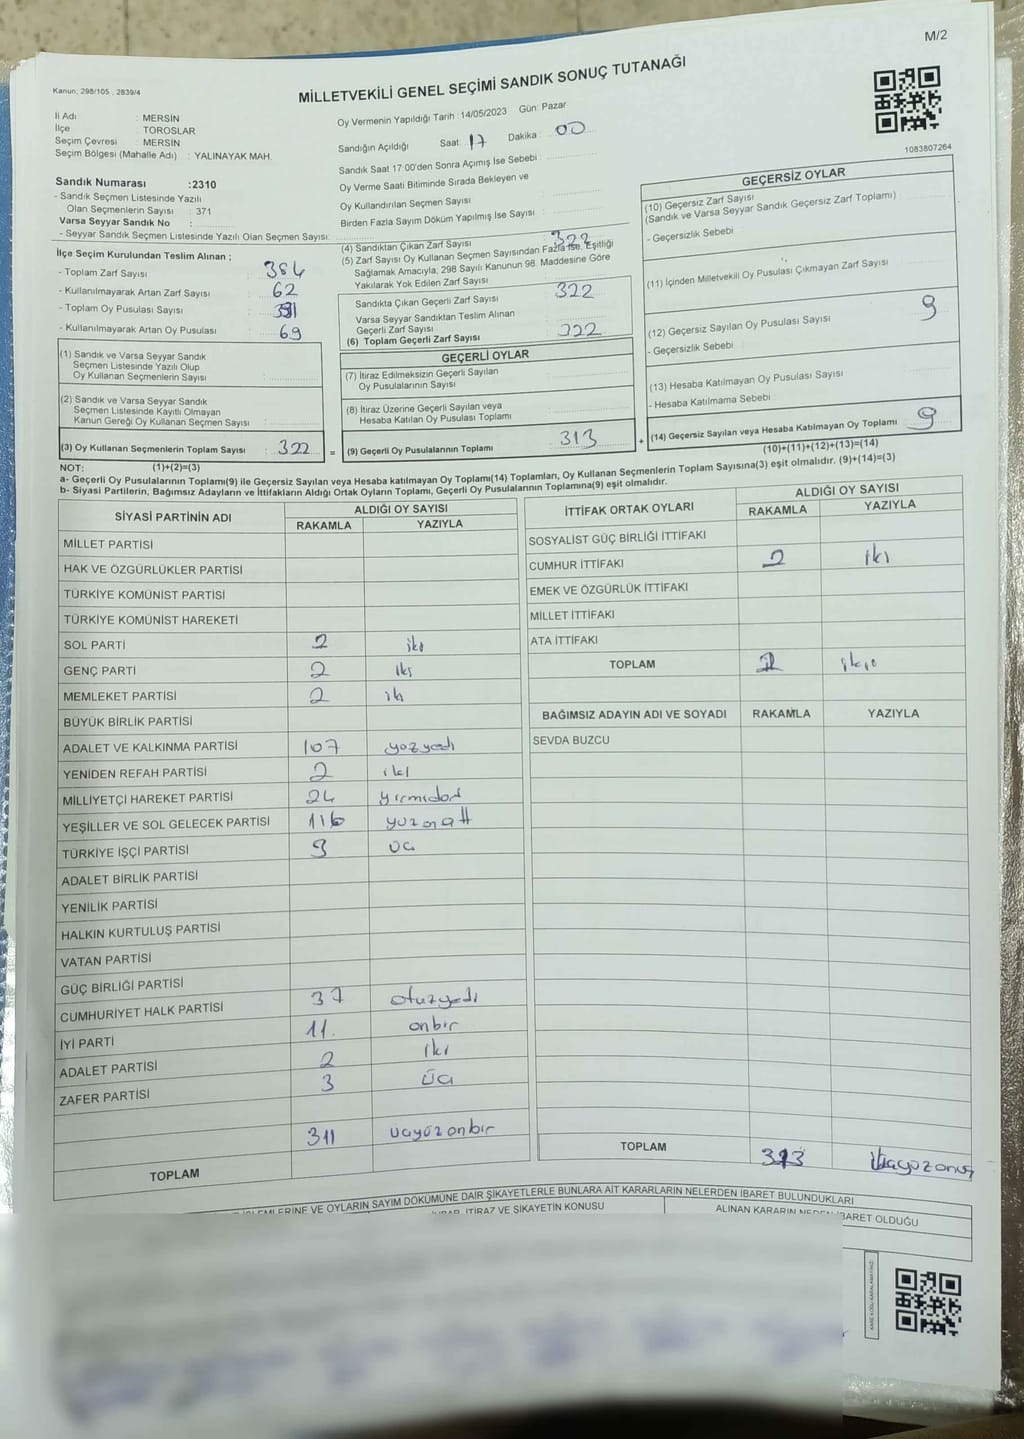 M/2
Kanun; 298/105 , 2839/4
MİLLETVEKİLİ GENEL SEÇİMİ SANDIK SONUÇ TUTANAĞI
İl Adı : MERSİN
İlçe : TOROSLAR
Seçim Çevresi : MERSİN
Seçim Bölgesi (Mahalle Adı) : YALINAYAK MAH.
Sandık Numarası :2310
- Sandık Seçmen Listesinde Yazılı
Olan Seçmenlerin Sayısı : 371
Varsa Seyyar Sandık No :
- Seyyar Sandık Seçmen Listesinde Yazılı Olan Seçmen Sayısı:
İlçe Seçim Kurulundan Teslim Alınan ;
- Toplam Zarf Sayısı : 384
- Kullanılmayarak Artan Zarf Sayısı : 62
- Toplam Oy Pusulası Sayısı :
- Kullanılmayarak Artan Oy Pusulası : 69
(1) Sandık ve Varsa Seyyar Sandık
Seçmen Listesinde Yazılı Olup
Oy Kullanan Seçmenlerin Sayısı :
(2) Sandık ve Varsa Seyyar Sandık
Seçmen Listesinde Kayıtlı Olmayan
Kanun Gereği Oy Kullanan Seçmen Sayısı :
(3) Oy Kullanan Seçmenlerin Toplam Sayısı : 322
Oy Vermenin Yapıldığı Tarih : 14/05/2023 Gün: Pazar
Sandığın Açıldığı Saat : 17 Dakika : 00
Sandık Saat 17:00'den Sonra Açımış İse Sebebi :
Oy Verme Saati Bitiminde Sırada Bekleyen ve
Oy Kullandırılan Seçmen Sayısı :
Birden Fazla Sayım Döküm Yapılmış İse Sayısı :
(4) Sandıktan Çıkan Zarf Sayısı : 322
(5) Zarf Sayısı Oy Kullanan Seçmen Sayısından Fazla İse, Eşitliği
Sağlamak Amacıyla, 298 Sayılı Kanunun 98. Maddesine Göre
Yakılarak Yok Edilen Zarf Sayısı :
Sandıkta Çıkan Geçerli Zarf Sayısı : 322
Varsa Seyyar Sandıktan Teslim Alınan
Geçerli Zarf Sayısı :
(6) Toplam Geçerli Zarf Sayısı : 322
GEÇERLİ OYLAR
(7) İtiraz Edilmeksizin Geçerli Sayılan
Oy Pusulalarının Sayısı :
(8) İtiraz Üzerine Geçerli Sayılan veya
Hesaba Katılan Oy Pusulası Toplamı :
= (9) Geçerli Oy Pusulalarının Toplamı : 313 +
1083807264
GEÇERSİZ OYLAR
(10) Geçersiz Zarf Sayısı
(Sandık ve Varsa Seyyar Sandık Geçersiz Zarf Toplamı) :
- Geçersizlik Sebebi :
(11) İçinden Milletvekili Oy Pusulası Çıkmayan Zarf Sayısı :
(12) Geçersiz Sayılan Oy Pusulası Sayısı : 9
- Geçersizlik Sebebi :
(13) Hesaba Katılmayan Oy Pusulası Sayısı :
- Hesaba Katılmama Sebebi :
(14) Geçersiz Sayılan veya Hesaba Katılmayan Oy Toplamı : 9
NOT: (1)+(2)=(3) (10)+(11)+(12)+(13)=(14)
a- Geçerli Oy Pusulalarının Toplamı(9) ile Geçersiz Sayılan veya Hesaba katılmayan Oy Toplamı(14) Toplamları, Oy Kullanan Seçmenlerin Toplam Sayısına(3) eşit olmalıdır. (9)+(14)=(3)
b- Siyasi Partilerin, Bağımsız Adayların ve İttifakların Aldığı Ortak Oyların Toplamı, Geçerli Oy Pusulalarının Toplamına(9) eşit olmalıdır.
SİYASİ PARTİNİN ADI ALDIĞI OY SAYISI
RAKAMLA YAZIYLA
MİLLET PARTİSİ
HAK VE ÖZGÜRLÜKLER PARTİSİ
TÜRKİYE KOMÜNİST PARTİSİ
TÜRKİYE KOMÜNİST HAREKETİ
SOL PARTİ 2 iki
GENÇ PARTİ 2 iki
MEMLEKET PARTİSİ 2 iki
BÜYÜK BİRLİK PARTİSİ
ADALET VE KALKINMA PARTİSİ 107 yüzyedi
YENİDEN REFAH PARTİSİ 2 iki
MİLLİYETÇİ HAREKET PARTİSİ 24 yirmidört
YEŞİLLER VE SOL GELECEK PARTİSİ 116 yüzonaltı
TÜRKİYE İŞÇİ PARTİSİ 3 üç
ADALET BİRLİK PARTİSİ
YENİLİK PARTİSİ
HALKIN KURTULUŞ PARTİSİ
VATAN PARTİSİ
GÜÇ BİRLİĞİ PARTİSİ
CUMHURİYET HALK PARTİSİ 37 otuzyedi
İYİ PARTİ 11 onbir
ADALET PARTİSİ 2 iki
ZAFER PARTİSİ 3 üç
311 üçyüzonbir
TOPLAM
İTTİFAK ORTAK OYLARI ALDIĞI OY SAYISI
RAKAMLA YAZIYLA
SOSYALİST GÜÇ BİRLİĞİ İTTİFAKI
CUMHUR İTTİFAKI 2 iki
EMEK VE ÖZGÜRLÜK İTTİFAKI
MİLLET İTTİFAKI
ATA İTTİFAKI
TOPLAM 2
BAĞIMSIZ ADAYIN ADI VE SOYADI RAKAMLA YAZIYLA
SEVDA BUZCU
TOPLAM 313
İŞLEMLERİNE VE OYLARIN SAYIM DÖKÜMÜNE DAİR ŞİKAYETLERLE BUNLARA AİT KARARLARIN NELERDEN İBARET BULUNDUKLARI
İTİRAZ VE ŞİKAYETİN KONUSU ALINAN KARARIN NEDEN İBARET OLDUĞU